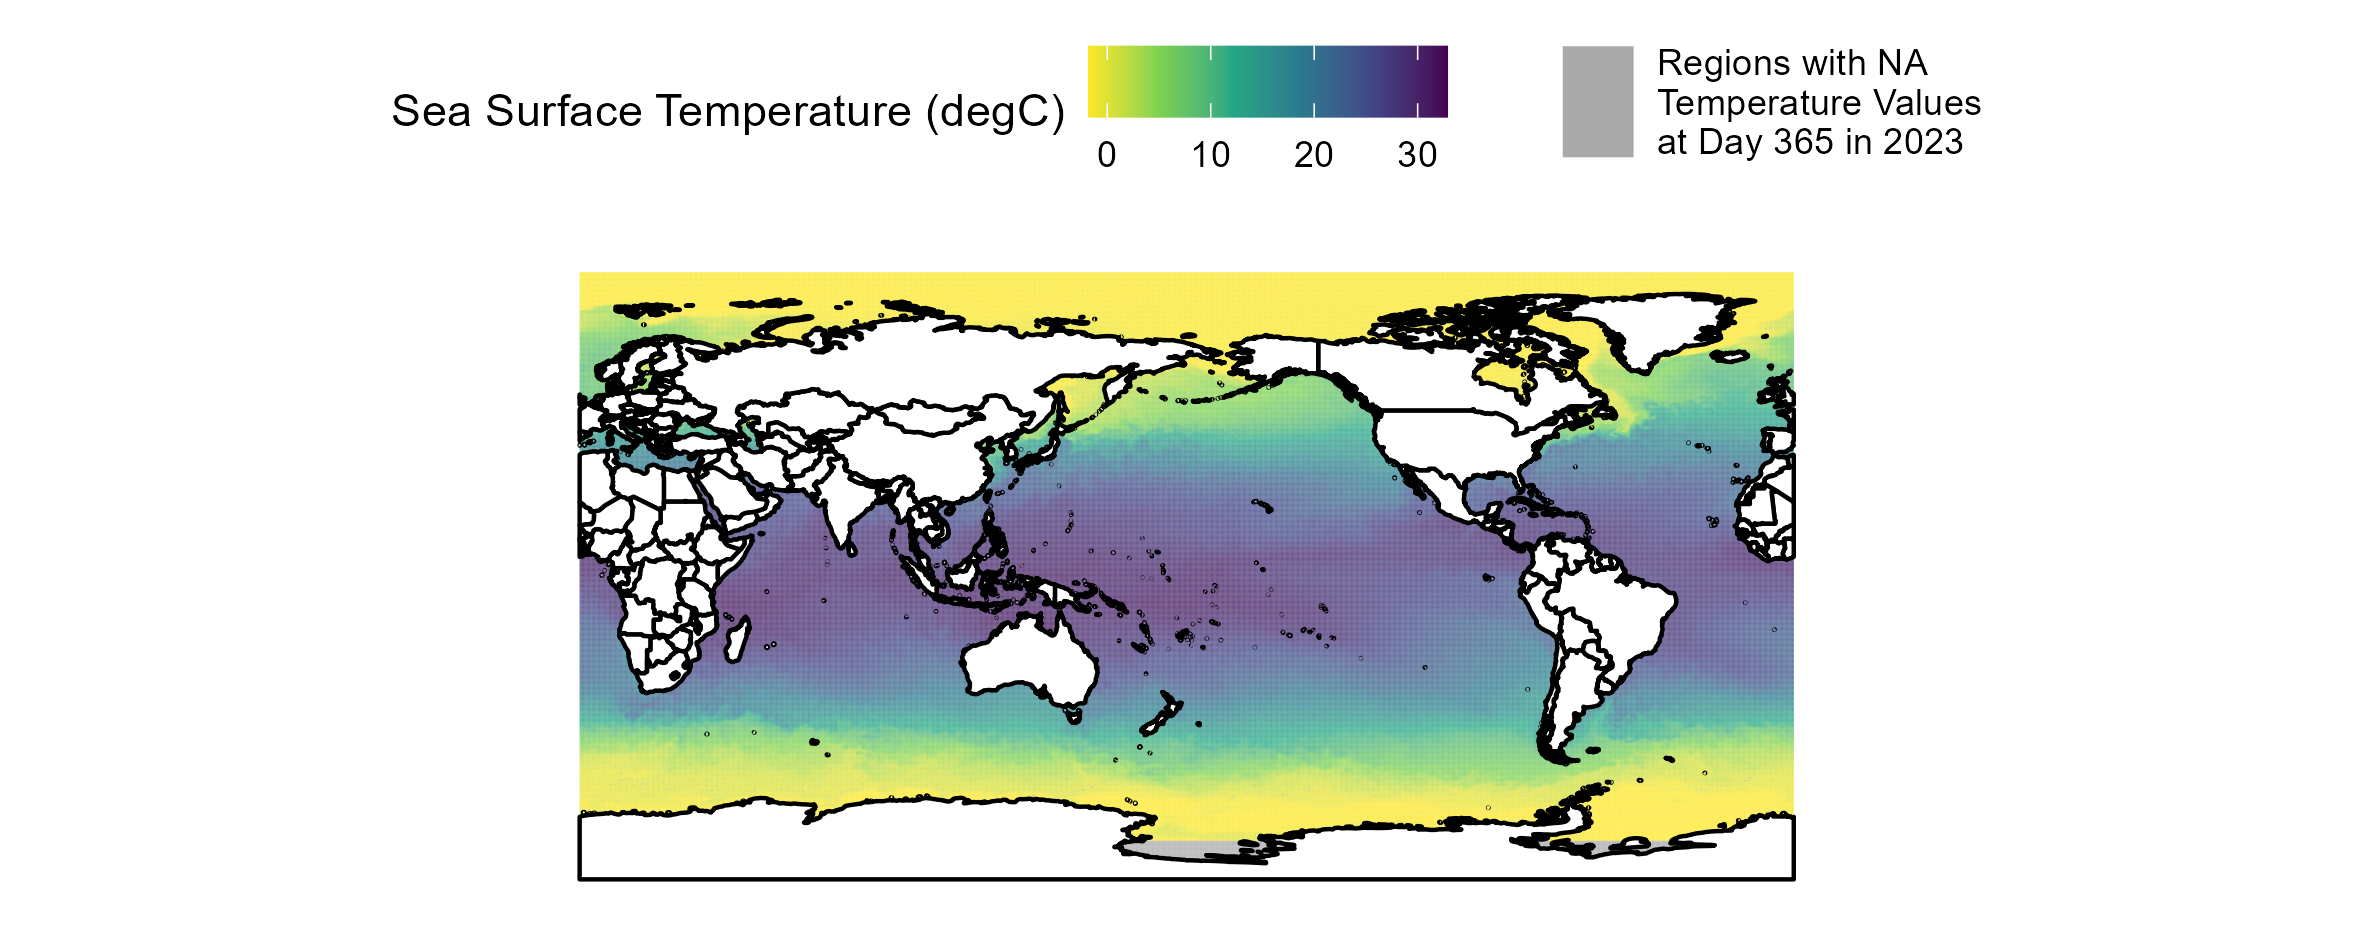 Sea Surface Temperature (degC)
0 10 20 30
Regions with NA
Temperature Values
at Day 365 in 2023